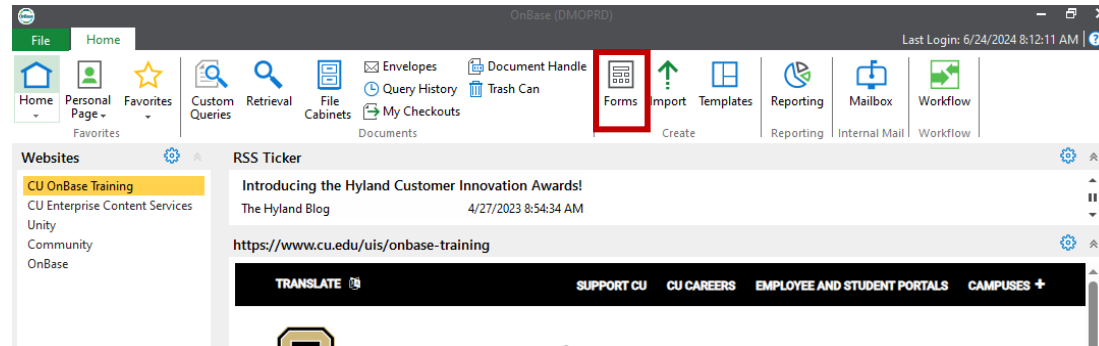 OnBase (DMOPRD)
File Home Last Login: 6/24/2024 8:12:11 AM
Home
Personal Page
Favorites
Custom Queries
Retrieval
File Cabinets
Envelopes
Query History
My Checkouts
Document Handle
Trash Can
Forms
Import
Templates
Reporting
Mailbox
Workflow
Favorites Documents Create Reporting Internal Mail Workflow
Websites
CU OnBase Training
CU Enterprise Content Services
Unity
Community
OnBase
RSS Ticker
Introducing the Hyland Customer Innovation Awards!
The Hyland Blog 4/27/2023 8:54:34 AM
https://www.cu.edu/uis/onbase-training
TRANSLATE SUPPORT CU CU CAREERS EMPLOYEE AND STUDENT PORTALS CAMPUSES +